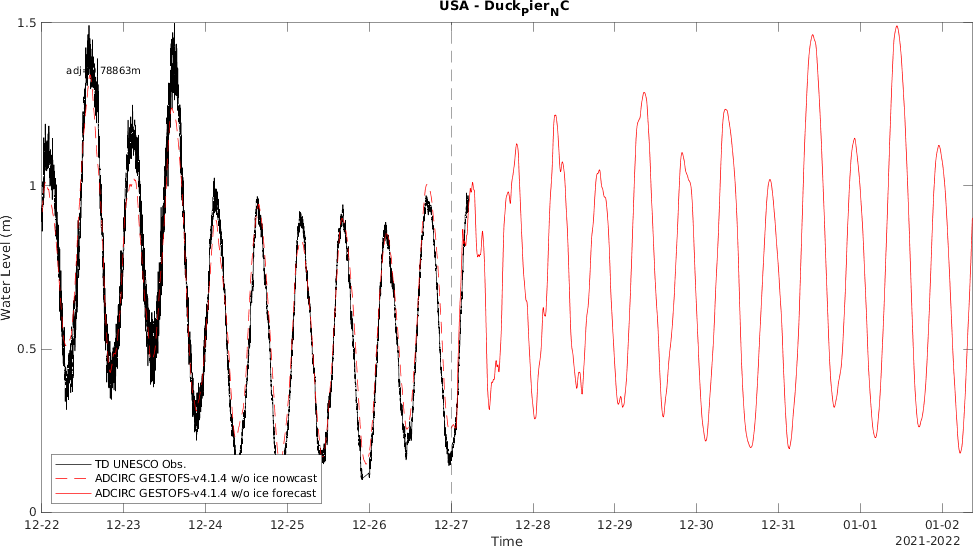 USA - DuckPierNC
1.5
1
0.5
0
Water Level (m)
78863m
TD UNESCO Obs.
ADCIRC GESTOFS-v4.1.4 w/o ice nowcast
ADCIRC GESTOFS-v4.1.4 w/o ice forecast
12-22 12-23 12-24 12-25 12-26 12-27 12-28 12-29 12-30 12-31 01-01 01-02
Time
2021-2022